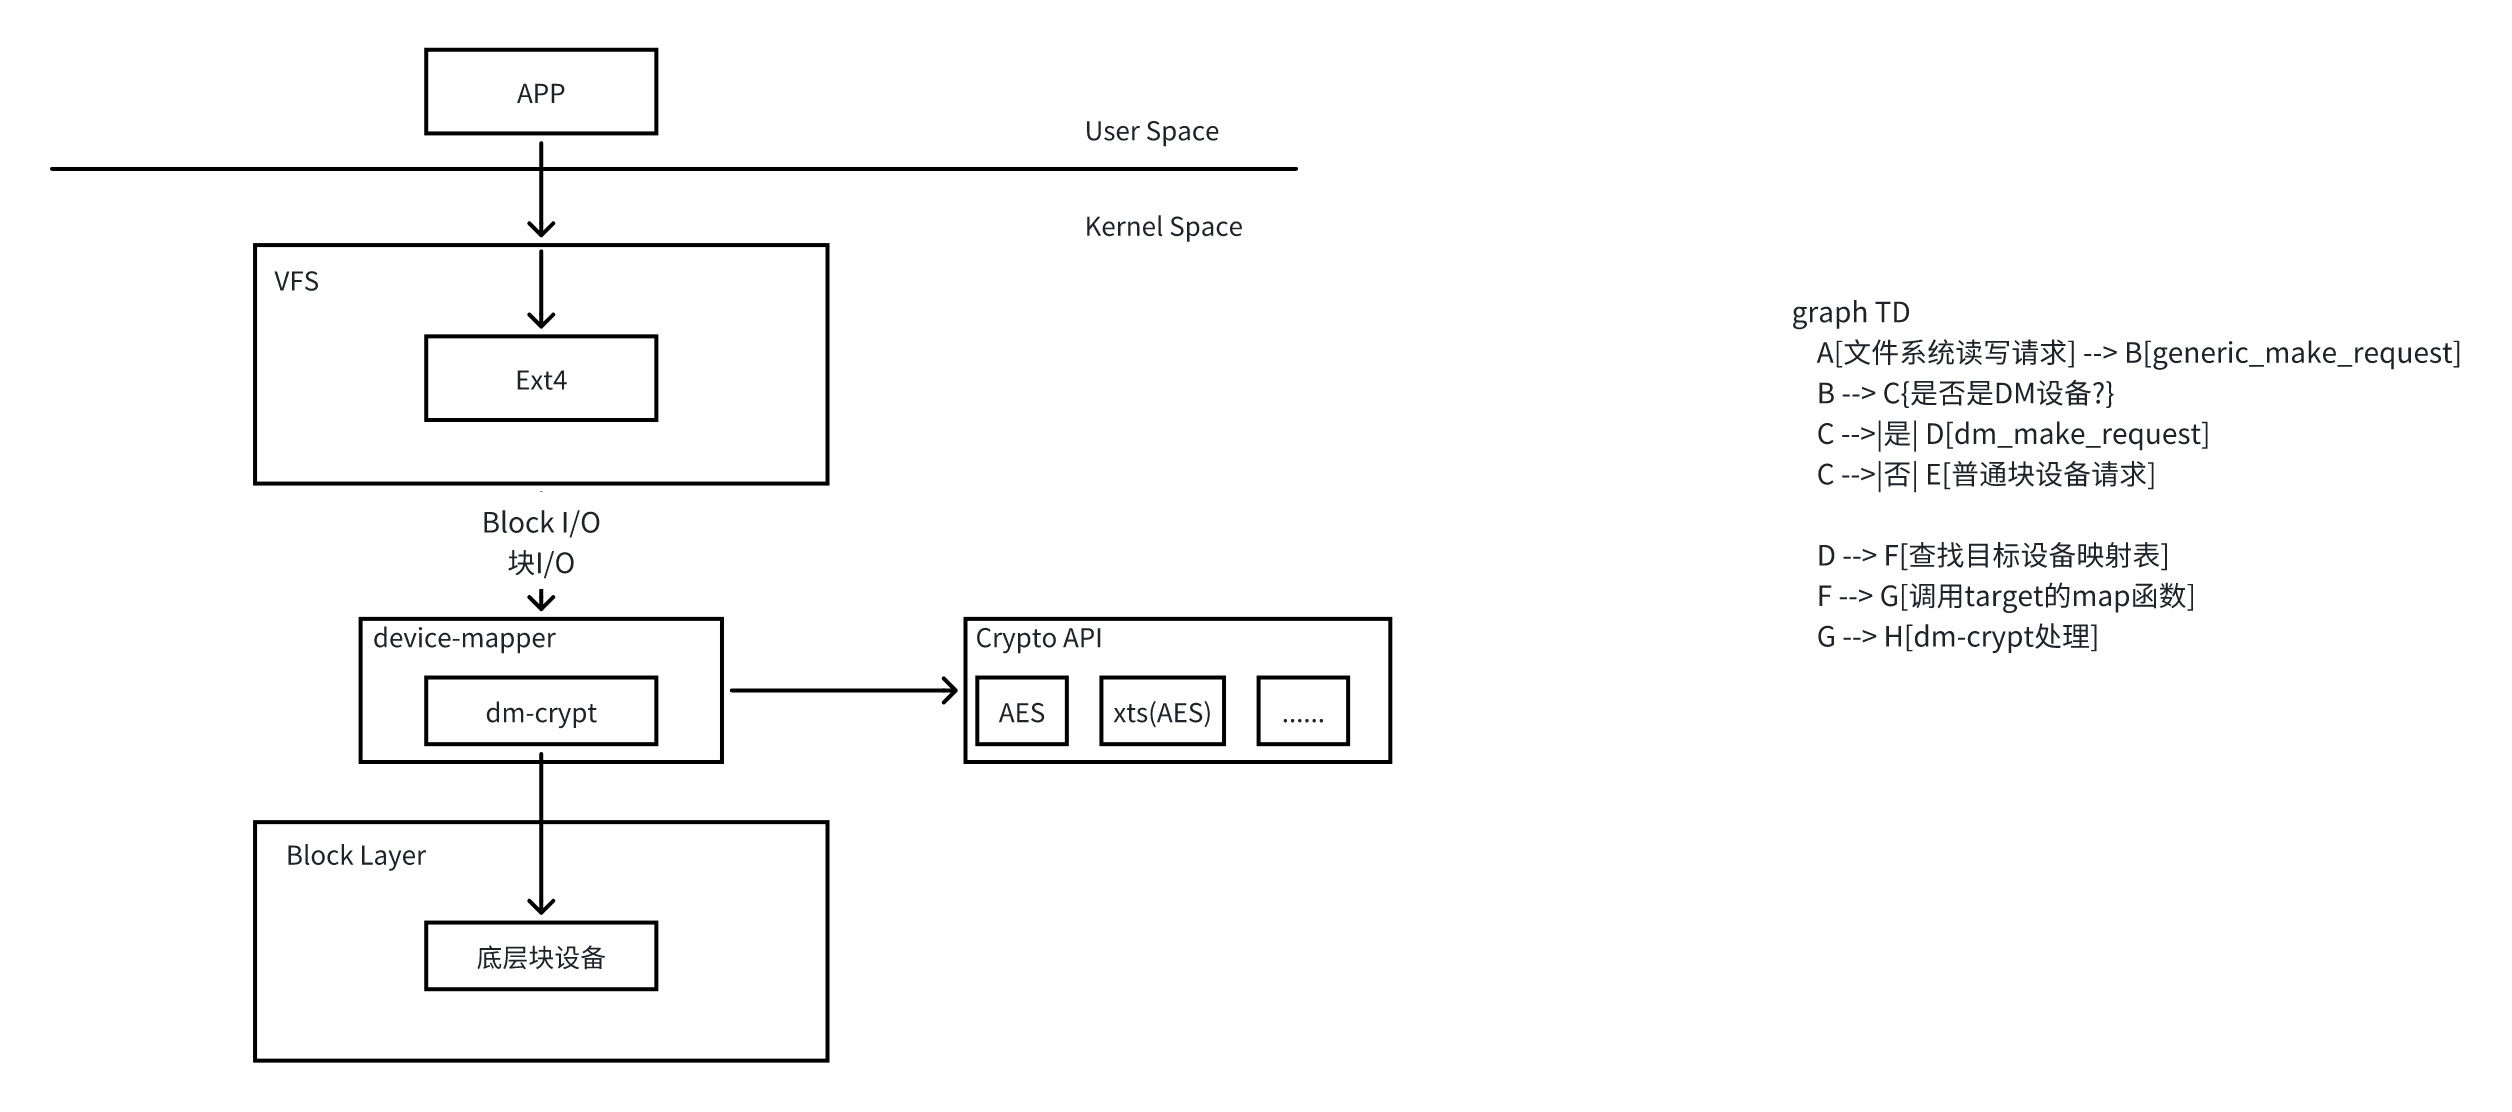 APP
User Space
Kernel Space
VFS
Ext4
Block I/O
块I/O
device-mapper
dm-crypt
Crypto API
AES
xts(AES)
......
Block Layer
底层块设备
graph TD
A[文件系统读写请求] --> B[generic_make_request]
B --> C{是否是DM设备?}
C -->|是| D[dm_make_request]
C -->|否| E[普通块设备请求]
D --> F[查找目标设备映射表]
F --> G[调用target的map函数]
G --> H[dm-crypt处理]